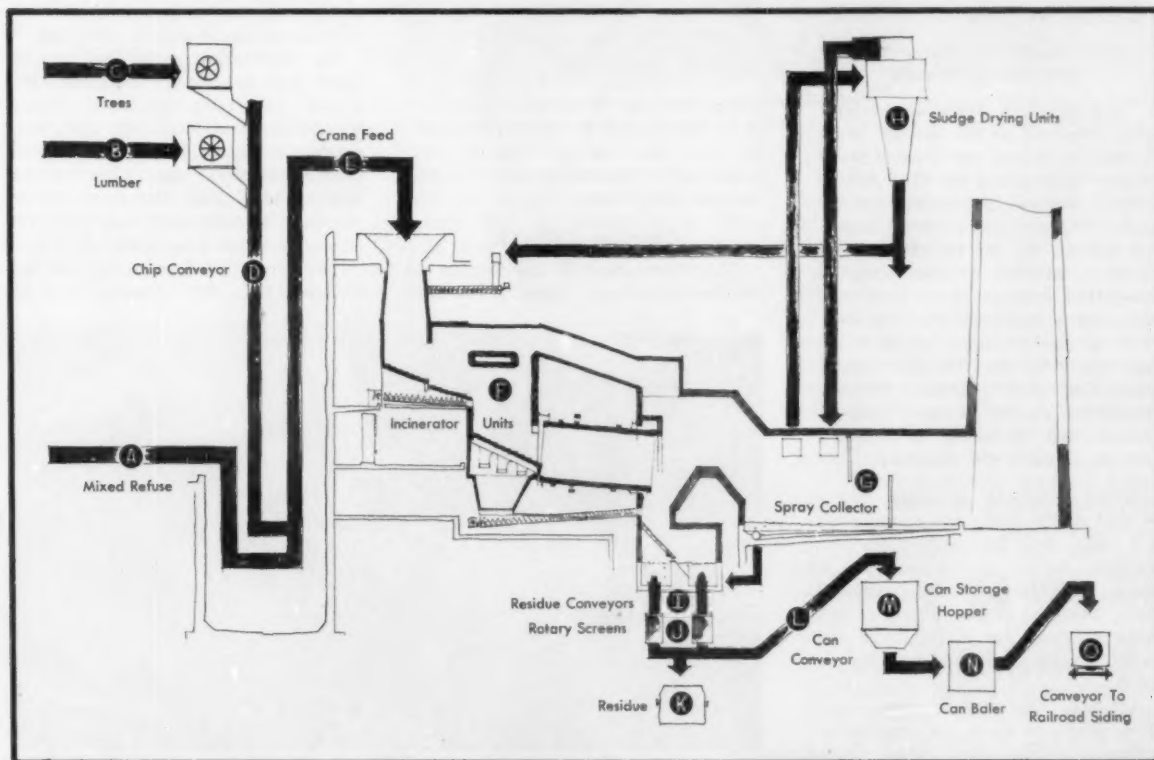 C
Trees
B
Lumber
Crane Feed
E
Chip Conveyor
D
A
Mixed Refuse
H
Sludge Drying Units
F
Incinerator Units
G
Spray Collector
Residue Conveyors
I
Rotary Screens
J
K
Residue
L
Can
Conveyor
M
Can Storage
Hopper
N
Can Baler
O
Conveyor To
Railroad Siding